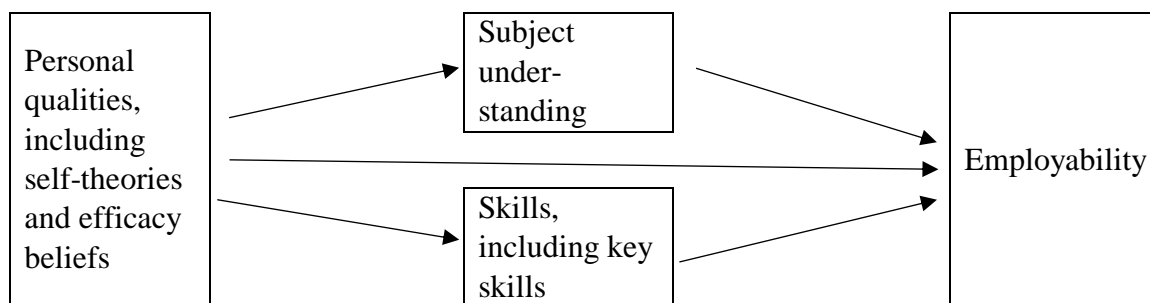 Personal
qualities,
including
self-theories
and efficacy
beliefs
Subject
under-
standing
Skills,
including key
skills
Employability